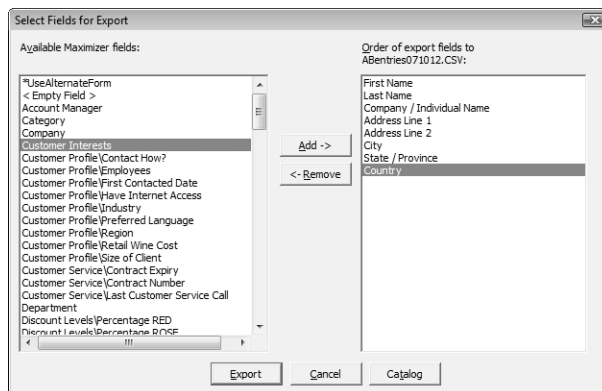 Select Fields for Export
Available Maximizer fields:
*UseAlternateForm
< Empty Field >
Account Manager
Category
Company
Customer Interests
Customer Profile\Contact How?
Customer Profile\Employees
Customer Profile\First Contacted Date
Customer Profile\Have Internet Access
Customer Profile\Industry
Customer Profile\Preferred Language
Customer Profile\Region
Customer Profile\Retail Wine Cost
Customer Profile\Size of Client
Customer Service\Contract Expiry
Customer Service\Contract Number
Customer Service\Last Customer Service Call
Department
Discount Levels\Percentage RED
Discount Levels\Percentage ROSE
Add ->
<- Remove
Order of export fields to
ABentries071012.CSV:
First Name
Last Name
Company / Individual Name
Address Line 1
Address Line 2
City
State / Province
Country
Export
Cancel
Catalog